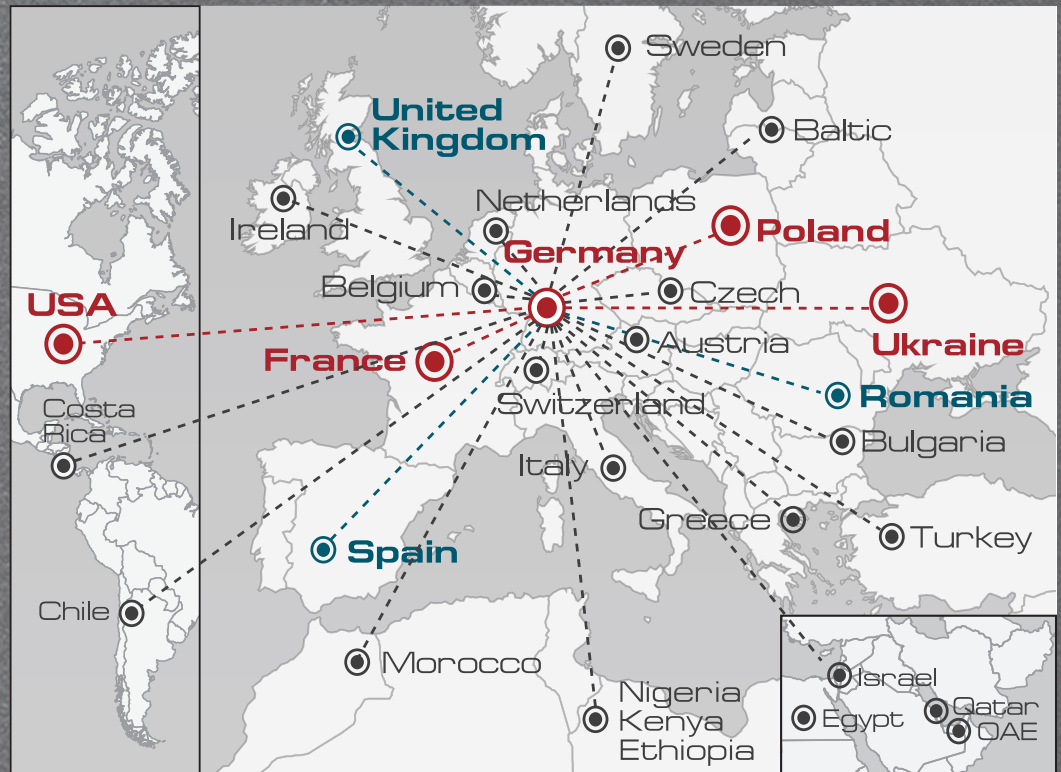 Sweden
United
Kingdom
Baltic
Netherlands
Ireland
Germany
Poland
Belgium
Czech
USA
Ukraine
France
Austria
Switzerland
Romania
Costa
Rica
Bulgaria
Italy
Greece
Turkey
Spain
Chile
Morocco
Nigeria
Kenya
Ethiopia
Israel
Qatar
Egypt
OAE